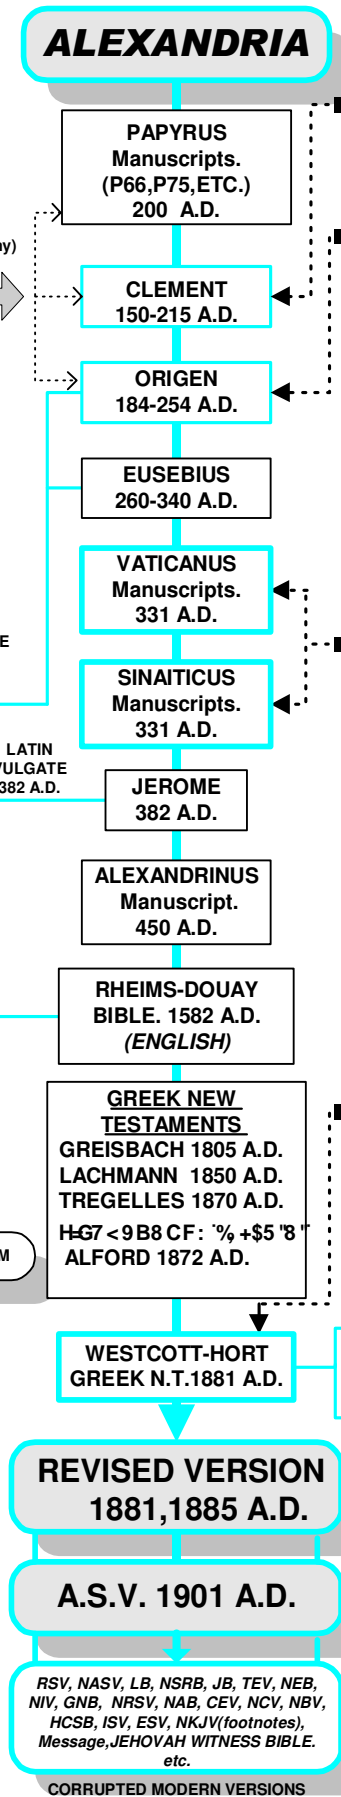 ALEXANDRIA
PAPYRUS
Manuscripts.
(P66,P75,ETC.)
200 A.D.
CLEMENT
150-215 A.D.
ORIGEN
184-254 A.D.
EUSEBIUS
260-340 A.D.
VATICANUS
Manuscripts.
331 A.D.
SINAITICUS
Manuscripts.
331 A.D.
LATIN
VULGATE
382 A.D.
JEROME
382 A.D.
ALEXANDRINUS
Manuscript.
450 A.D.
RHEIMS-DOUAY
BIBLE. 1582 A.D.
(ENGLISH)
GREEK NEW
TESTAMENTS
GREISBACH 1805 A.D.
LACHMANN 1850 A.D.
TREGELLES 1870 A.D.
ALFORD 1872 A.D.
WESTCOTT-HORT
GREEK N.T.1881 A.D.
REVISED VERSION
1881,1885 A.D.
A.S.V. 1901 A.D.
RSV, NASV, LB, NSRB, JB, TEV, NEB,
NIV, GNB, NRSV, NAB, CEV, NCV, NBV,
HCSB, ISV, ESV, NKJV(footnotes),
Message,JEHOVAH WITNESS BIBLE.
etc.
CORRUPTED MODERN VERSIONS